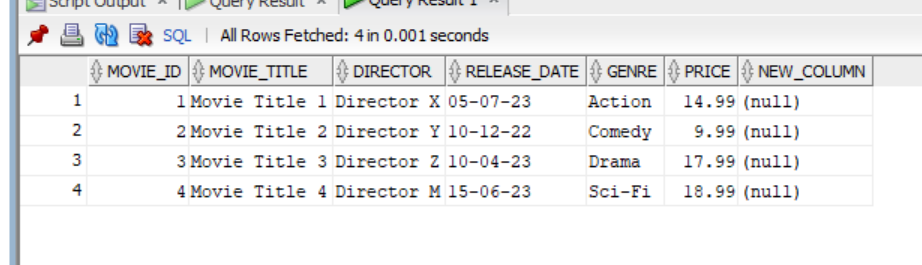 Script Output × Query Result × Query Result 1 ×
SQL | All Rows Fetched: 4 in 0.001 seconds
MOVIE_ID MOVIE_TITLE DIRECTOR RELEASE_DATE GENRE PRICE NEW_COLUMN
1 1 Movie Title 1 Director X 05-07-23 Action 14.99 (null)
2 2 Movie Title 2 Director Y 10-12-22 Comedy 9.99 (null)
3 3 Movie Title 3 Director Z 10-04-23 Drama 17.99 (null)
4 4 Movie Title 4 Director M 15-06-23 Sci-Fi 18.99 (null)